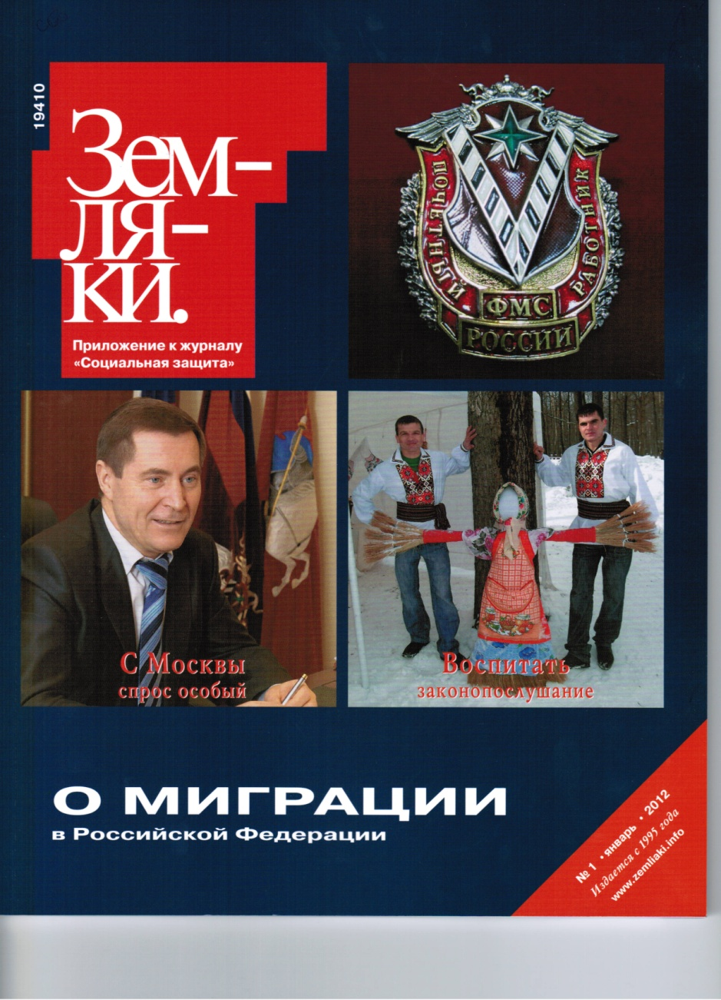 19410
Зем-
ля-
ки.
Приложение к журналу
«Социальная защита»
ПОЧЕТНЫЙ РАБОТНИК
ФМС
РОССИИ
С Москвы
спрос особый
Воспитать
законопослушание
О МИГРАЦИИ
в Российской Федерации
№ 1 • январь • 2012
Издается с 1995 года
www.zemliaki.info